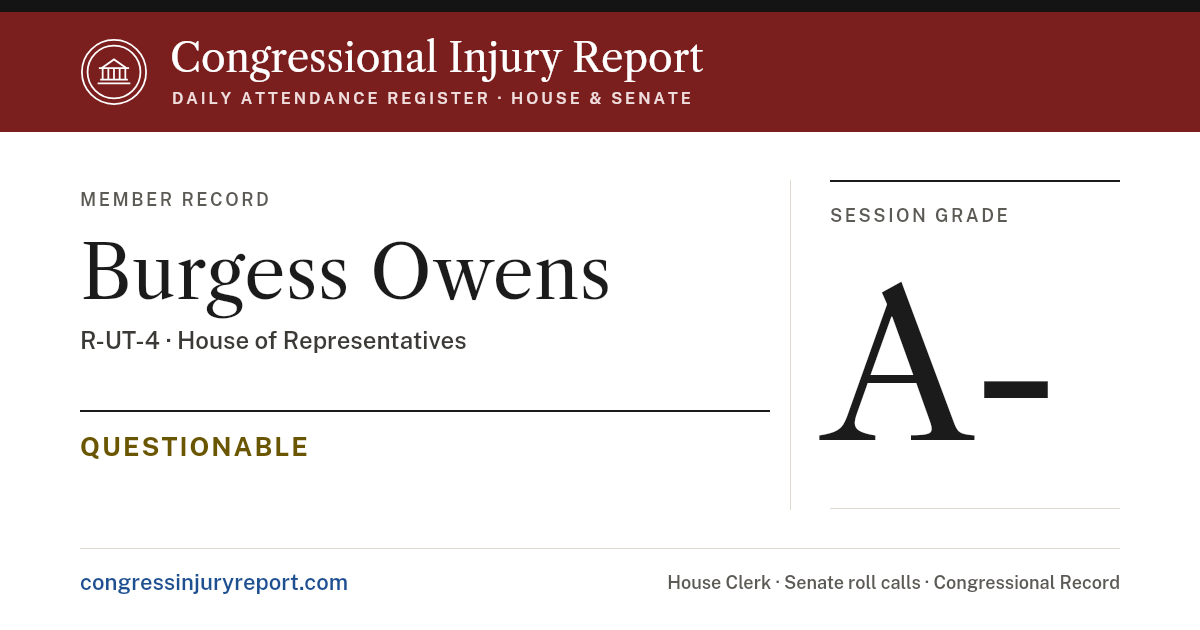 Congressional Injury Report
DAILY ATTENDANCE REGISTER · HOUSE & SENATE
MEMBER RECORD
Burgess Owens
R-UT-4 · House of Representatives
QUESTIONABLE
SESSION GRADE
A-
congressinjuryreport.com
House Clerk · Senate roll calls · Congressional Record